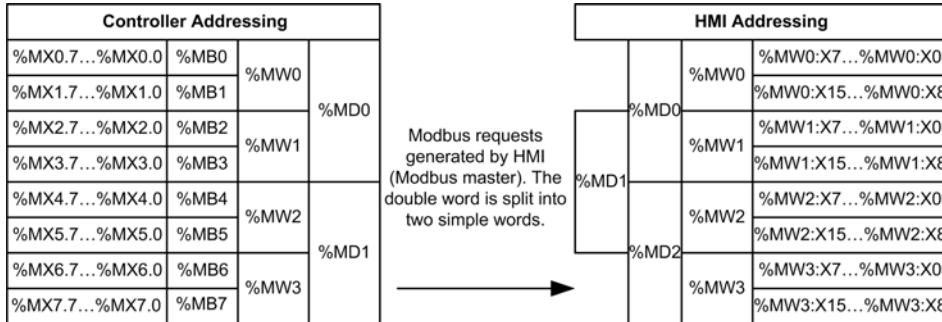 Controller Addressing
%MX0.7...%MX0.0 %MB0 %MW0 %MD0
%MX1.7...%MX1.0 %MB1
%MX2.7...%MX2.0 %MB2 %MW1
%MX3.7...%MX3.0 %MB3
%MX4.7...%MX4.0 %MB4 %MW2 %MD1
%MX5.7...%MX5.0 %MB5
%MX6.7...%MX6.0 %MB6 %MW3
%MX7.7...%MX7.0 %MB7
Modbus requests
generated by HMI
(Modbus master). The
double word is split into
two simple words.
HMI Addressing
%MD0 %MW0 %MW0:X7...%MW0:X0
%MW0:X15...%MW0:X8
%MD1 %MW1 %MW1:X7...%MW1:X0
%MW1:X15...%MW1:X8
%MD2 %MW2 %MW2:X7...%MW2:X0
%MW2:X15...%MW2:X8
%MW3 %MW3:X7...%MW3:X0
%MW3:X15...%MW3:X8